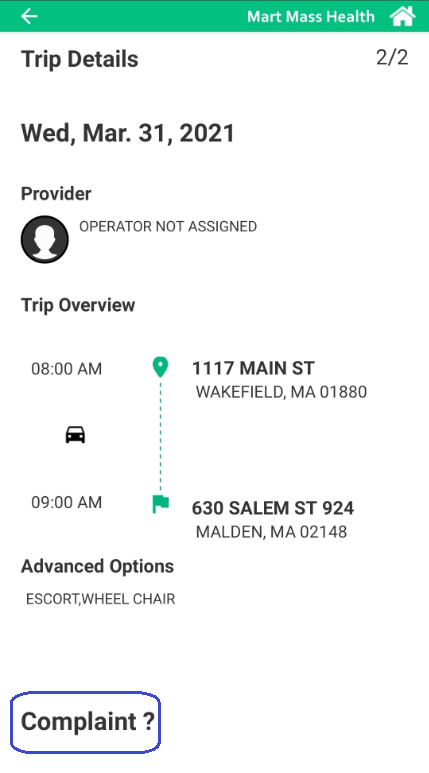 Mart Mass Health
Trip Details 2/2
Wed, Mar. 31, 2021
Provider
OPERATOR NOT ASSIGNED
Trip Overview
08:00 AM 1117 MAIN ST
WAKEFIELD, MA 01880
09:00 AM 630 SALEM ST 924
MALDEN, MA 02148
Advanced Options
ESCORT,WHEEL CHAIR
Complaint ?